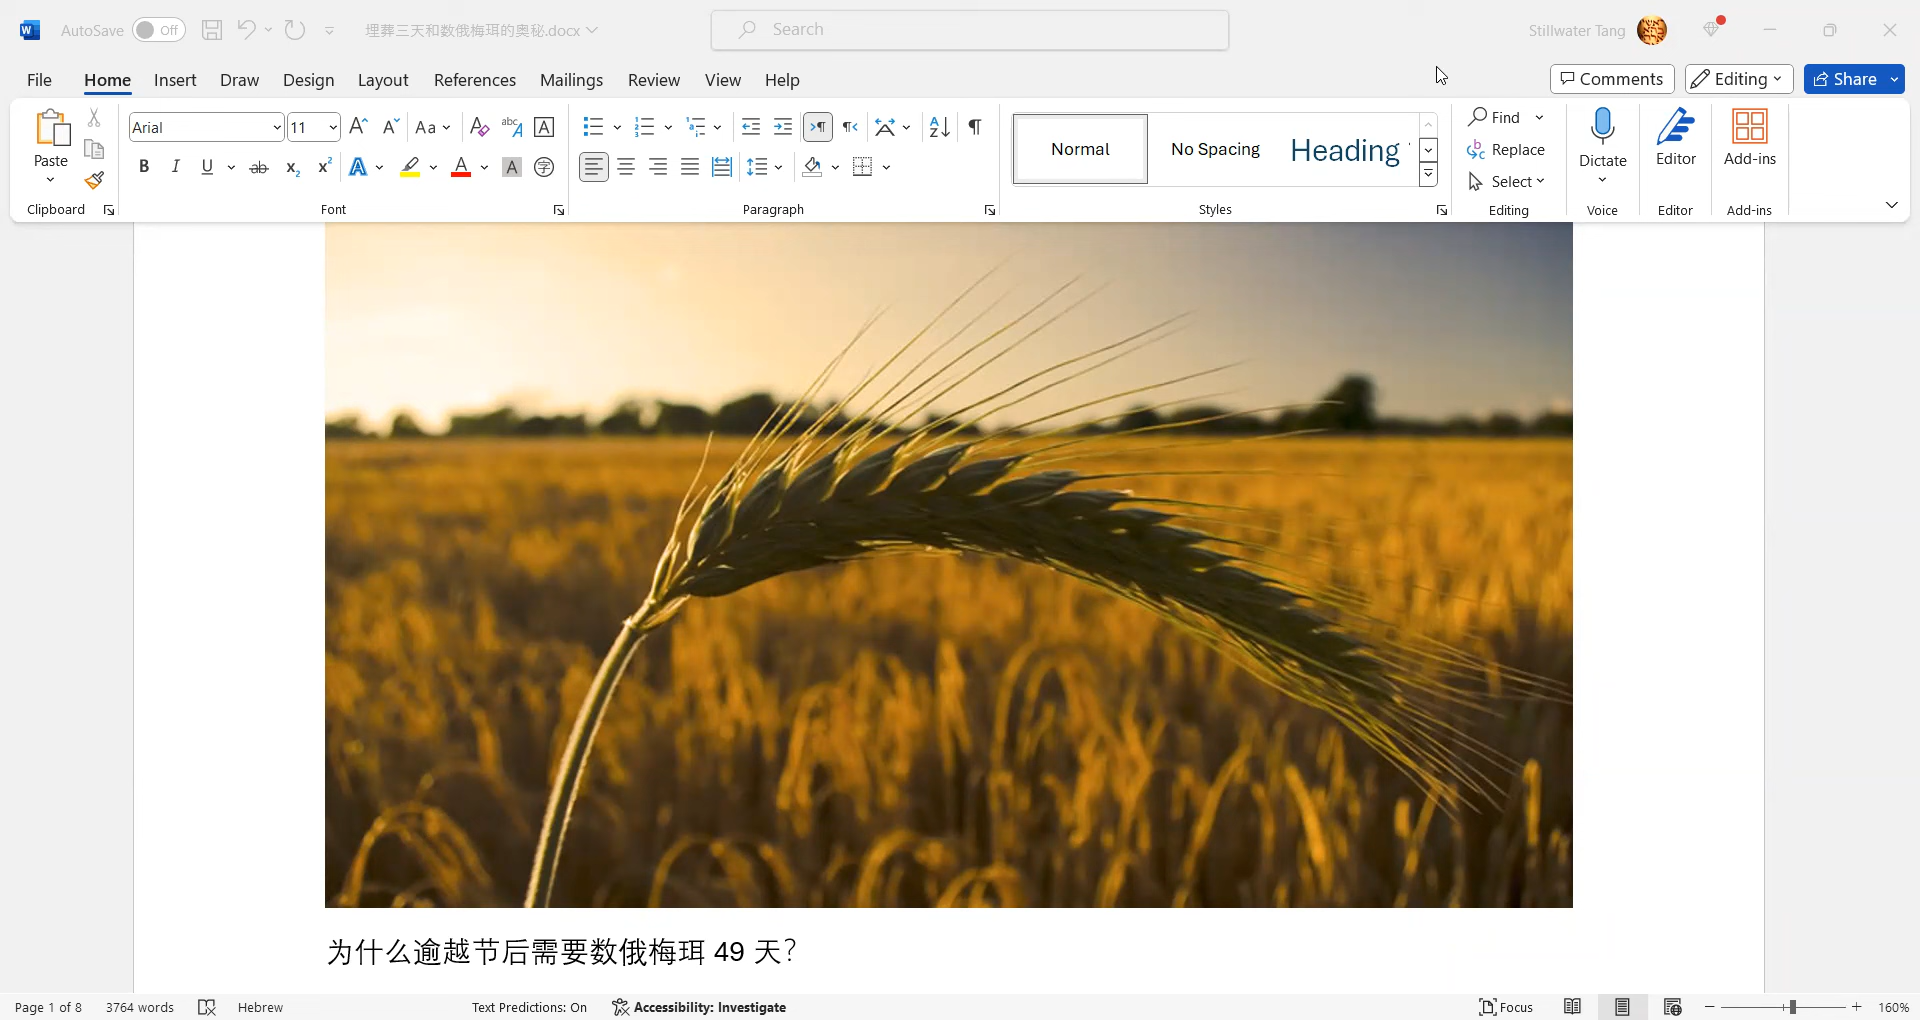 AutoSave Off 埋葬三天和数俄梅珥的奥秘.docx Search Stillwater Tang
File Home Insert Draw Design Layout References Mailings Review View Help Comments Editing Share
Arial 11 Aa Normal No Spacing Heading Find
Replace
Paste Dictate Editor Add-ins
Select
Clipboard Font Paragraph Styles Editing Voice Editor Add-ins
为什么逾越节后需要数俄梅珥 49 天？
Page 1 of 8 3764 words Hebrew Text Predictions: On Accessibility: Investigate Focus 160%